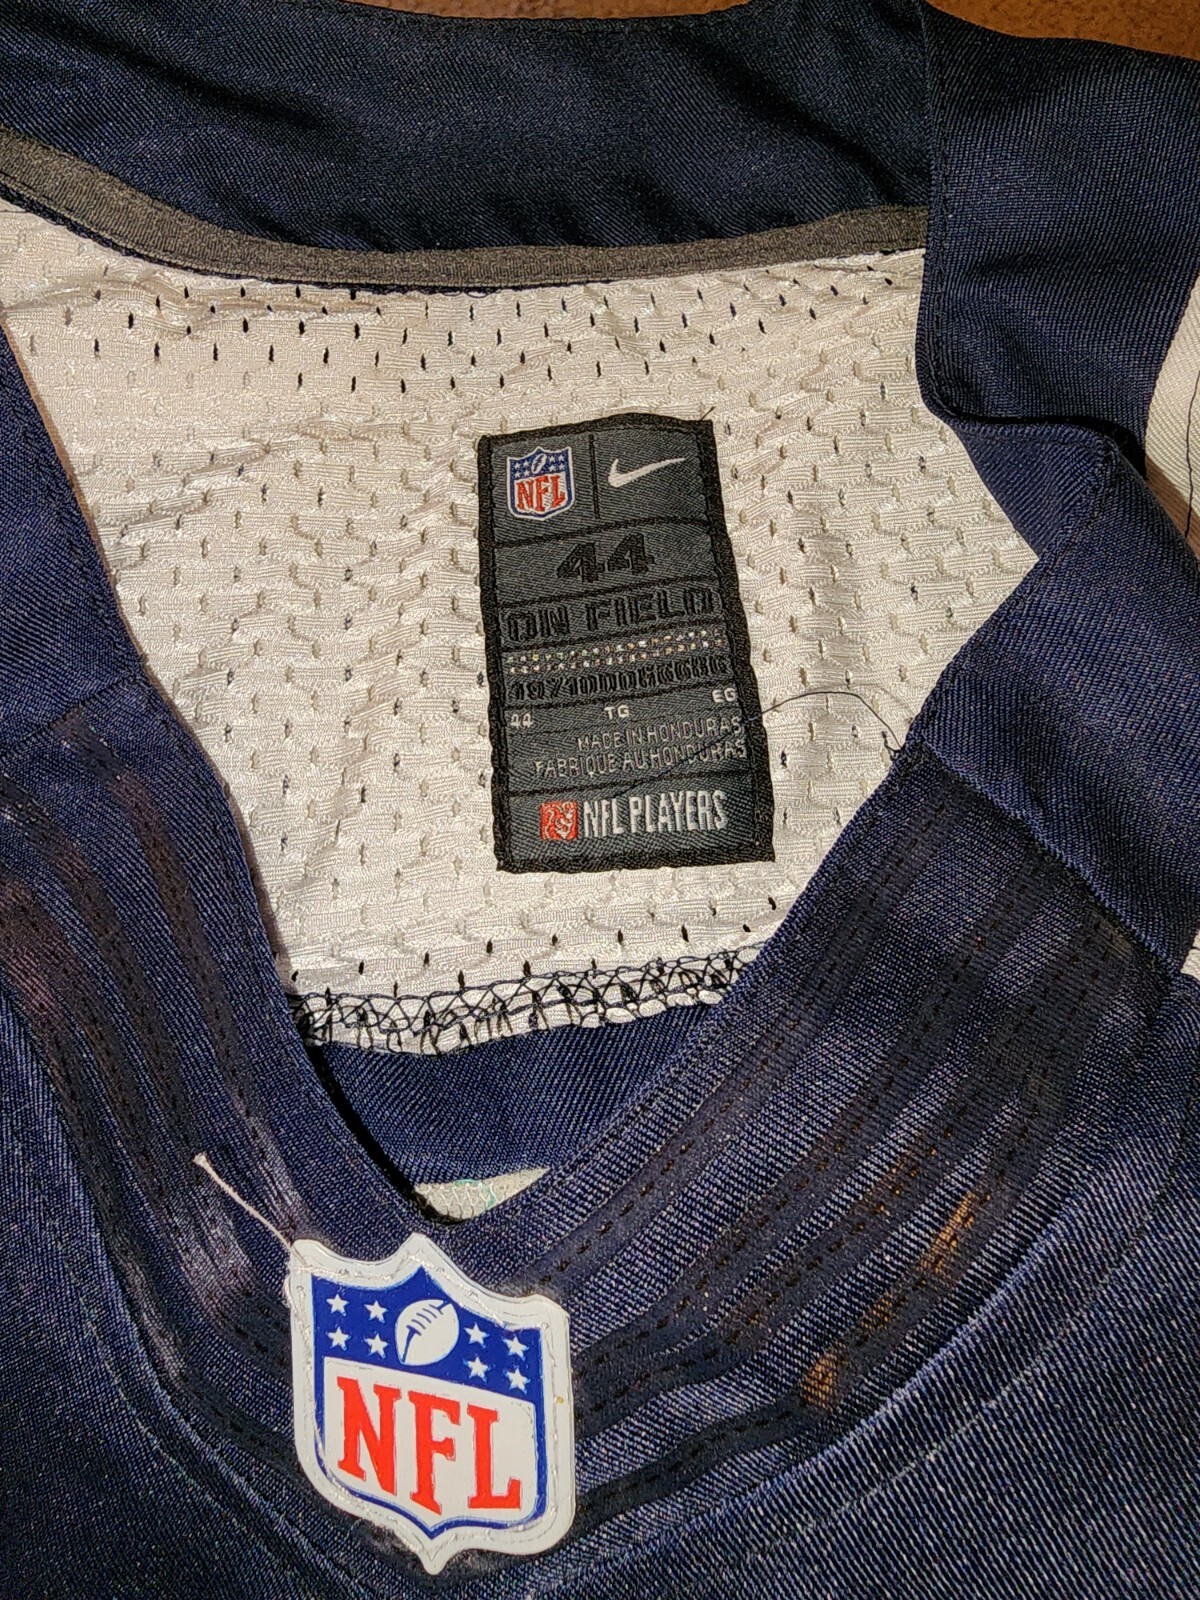 NFL
44
ON FIELD
44 TG EG
MADE IN HONDURAS
FABRIQUE AU HONDURAS
NFL PLAYERS
NFL